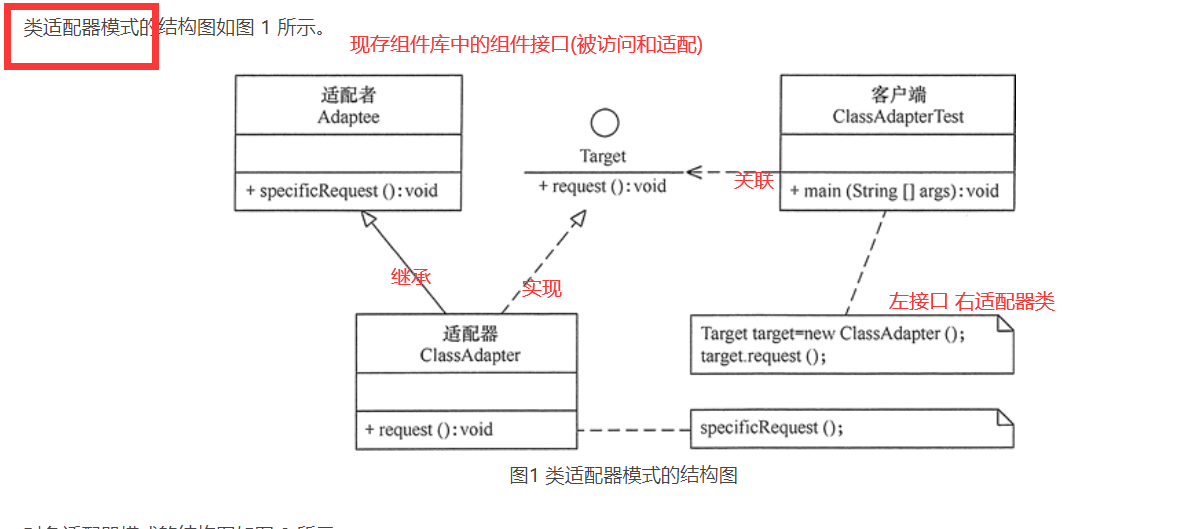 类适配器模式的结构图如图 1 所示。
现存组件库中的组件接口(被访问和适配)
适配者
Adaptee
+ specificRequest ():void
Target
+ request ():void
客户端
ClassAdapterTest
+ main (String [] args):void
关联
继承
实现
左接口 右适配器类
适配器
ClassAdapter
+ request ():void
Target target=new ClassAdapter ();
target.request ();
specificRequest ();
图1 类适配器模式的结构图